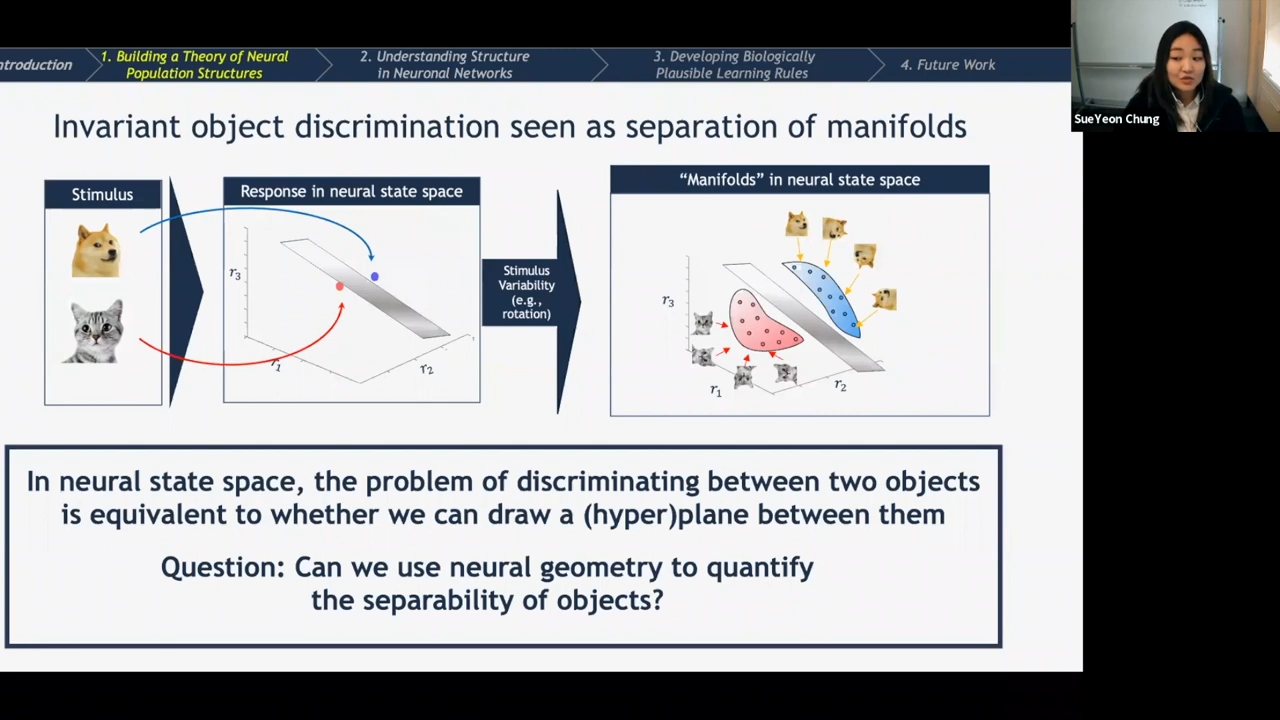 ntroduction
1. Building a Theory of Neural
Population Structures
2. Understanding Structure
in Neuronal Networks
3. Developing Biologically
Plausible Learning Rules
4. Future Work
SueYeon Chung
Invariant object discrimination seen as separation of manifolds
Stimulus
Response in neural state space
r3
r1
r2
Stimulus
Variability
(e.g.,
rotation)
“Manifolds” in neural state space
r3
r1
r2
In neural state space, the problem of discriminating between two objects
is equivalent to whether we can draw a (hyper)plane between them
Question: Can we use neural geometry to quantify
the separability of objects?